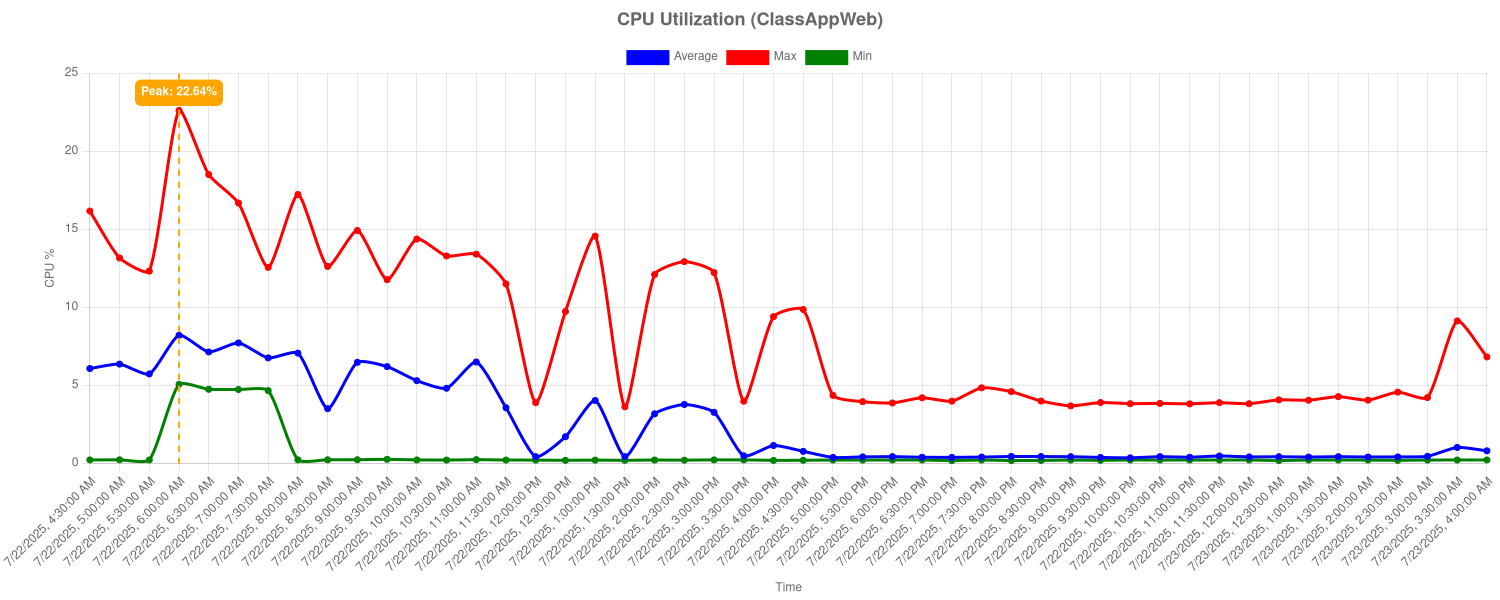 CPU Utilization (ClassAppWeb)
Average Max Min
Peak: 22.64%
CPU %
25
20
15
10
5
0
7/22/2025, 4:30:00 AM
7/22/2025, 5:00:00 AM
7/22/2025, 5:30:00 AM
7/22/2025, 6:00:00 AM
7/22/2025, 6:30:00 AM
7/22/2025, 7:00:00 AM
7/22/2025, 7:30:00 AM
7/22/2025, 8:00:00 AM
7/22/2025, 8:30:00 AM
7/22/2025, 9:00:00 AM
7/22/2025, 9:30:00 AM
7/22/2025, 10:00:00 AM
7/22/2025, 10:30:00 AM
7/22/2025, 11:00:00 AM
7/22/2025, 11:30:00 AM
7/22/2025, 12:00:00 PM
7/22/2025, 12:30:00 PM
7/22/2025, 1:00:00 PM
7/22/2025, 1:30:00 PM
7/22/2025, 2:00:00 PM
7/22/2025, 2:30:00 PM
7/22/2025, 3:00:00 PM
7/22/2025, 3:30:00 PM
7/22/2025, 4:00:00 PM
7/22/2025, 4:30:00 PM
7/22/2025, 5:00:00 PM
7/22/2025, 5:30:00 PM
7/22/2025, 6:00:00 PM
7/22/2025, 6:30:00 PM
7/22/2025, 7:00:00 PM
7/22/2025, 7:30:00 PM
7/22/2025, 8:00:00 PM
7/22/2025, 8:30:00 PM
7/22/2025, 9:00:00 PM
7/22/2025, 9:30:00 PM
7/22/2025, 10:00:00 PM
7/22/2025, 10:30:00 PM
7/22/2025, 11:00:00 PM
7/22/2025, 11:30:00 PM
7/23/2025, 12:00:00 AM
7/23/2025, 12:30:00 AM
7/23/2025, 1:00:00 AM
7/23/2025, 1:30:00 AM
7/23/2025, 2:00:00 AM
7/23/2025, 2:30:00 AM
7/23/2025, 3:00:00 AM
7/23/2025, 3:30:00 AM
7/23/2025, 4:00:00 AM
Time